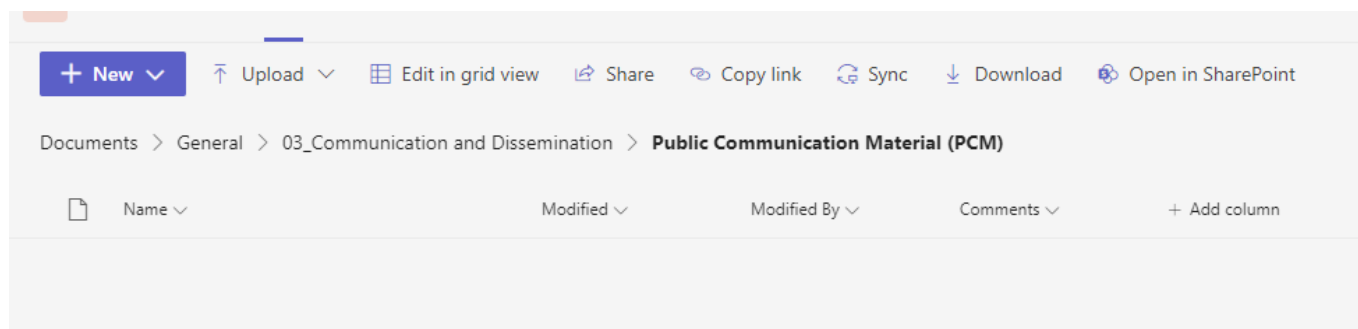 + New Upload Edit in grid view Share Copy link Sync Download Open in SharePoint
Documents > General > 03_Communication and Dissemination > Public Communication Material (PCM)
Name Modified Modified By Comments + Add column